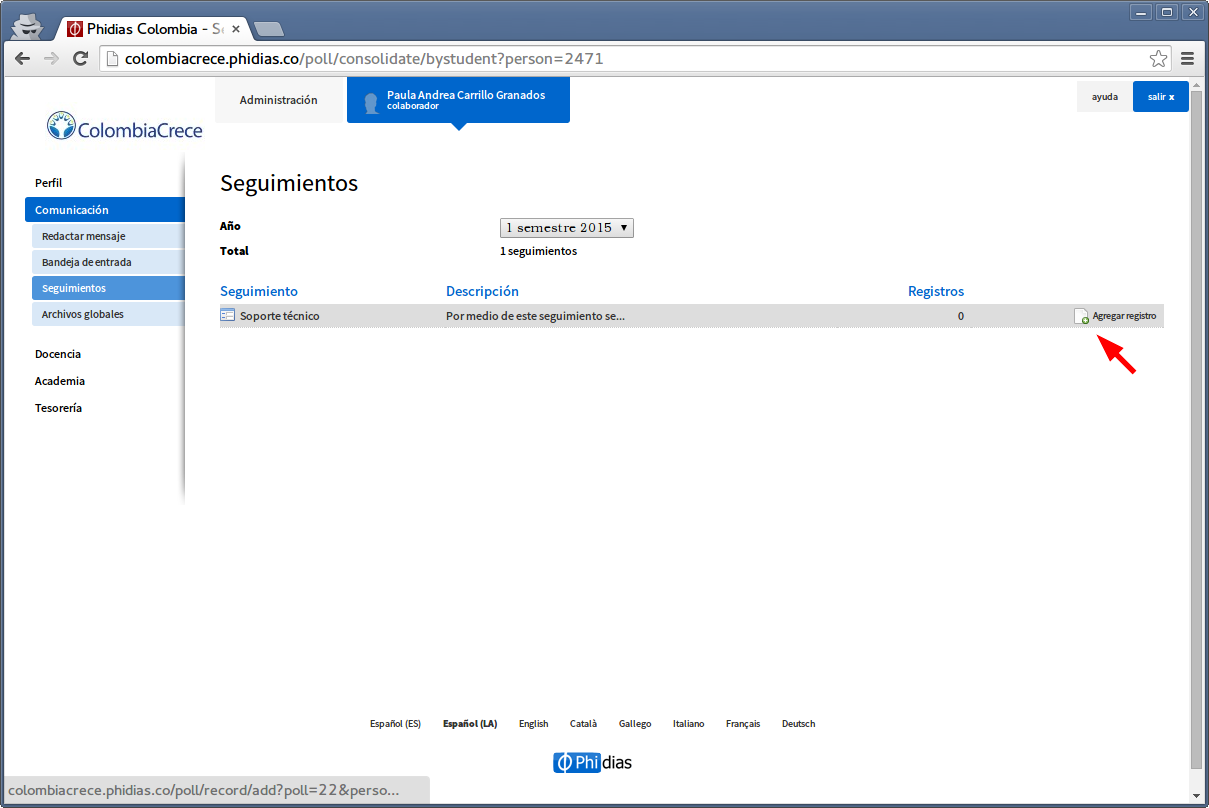 Phidias Colombia - Se
colombiacrece.phidias.co/poll/consolidate/bystudent?person=2471
Administración
Paula Andrea Carrillo Granados
colaborador
ayuda
salir x
ColombiaCrece
Perfil
Comunicación
Redactar mensaje
Bandeja de entrada
Seguimientos
Archivos globales
Docencia
Academia
Tesorería
Seguimientos
Año 1 semestre 2015
Total 1 seguimientos
Seguimiento Descripción Registros
Soporte técnico Por medio de este seguimiento se... 0 Agregar registro
Español (ES) Español (LA) English Català Gallego Italiano Français Deutsch
Phidias
colombiacrece.phidias.co/poll/record/add?poll=22&perso...